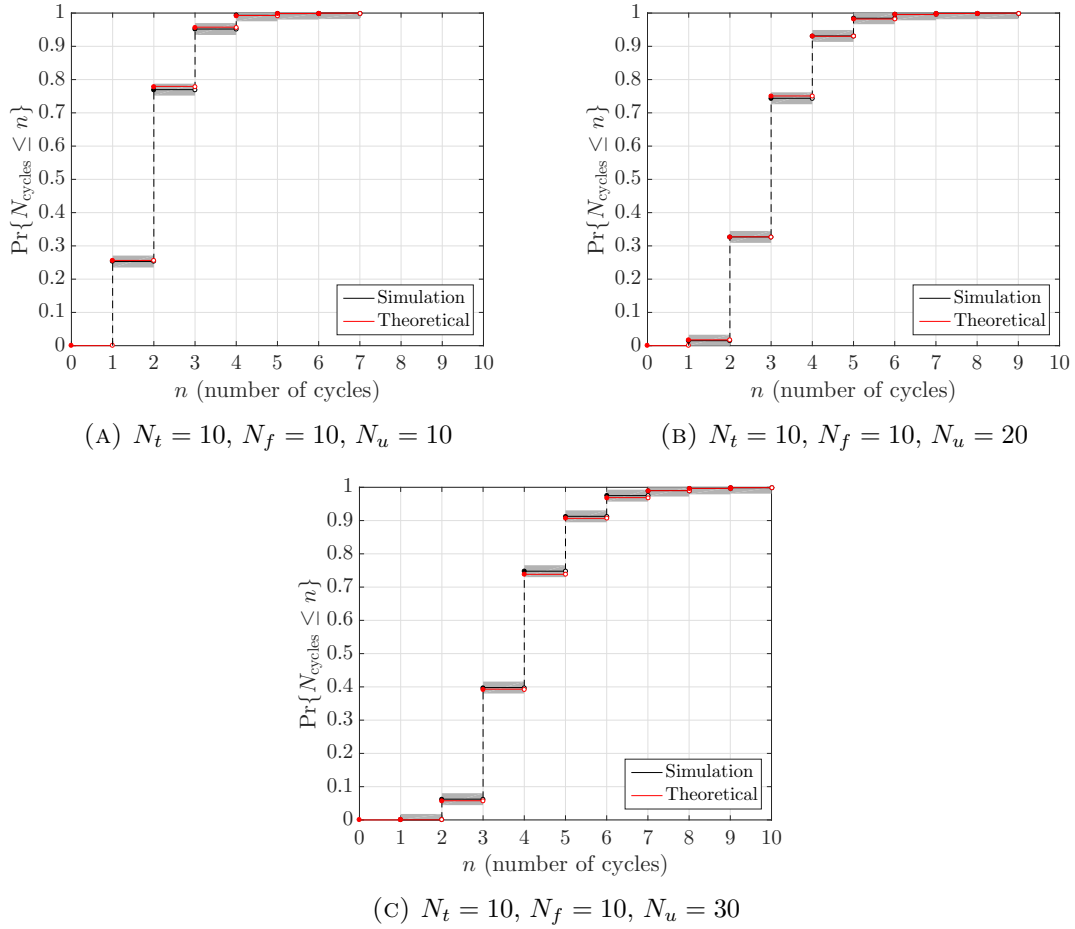 1
0.9
0.8
0.7
0.6
0.5
0.4
0.3
0.2
0.1
0
Pr{N_cycles ≤ n}
Simulation
Theoretical
0 1 2 3 4 5 6 7 8 9 10
n (number of cycles)
(A) N_t = 10, N_f = 10, N_u = 10
1
0.9
0.8
0.7
0.6
0.5
0.4
0.3
0.2
0.1
0
Pr{N_cycles ≤ n}
Simulation
Theoretical
0 1 2 3 4 5 6 7 8 9 10
n (number of cycles)
(B) N_t = 10, N_f = 10, N_u = 20
1
0.9
0.8
0.7
0.6
0.5
0.4
0.3
0.2
0.1
0
Pr{N_cycles ≤ n}
Simulation
Theoretical
0 1 2 3 4 5 6 7 8 9 10
n (number of cycles)
(C) N_t = 10, N_f = 10, N_u = 30